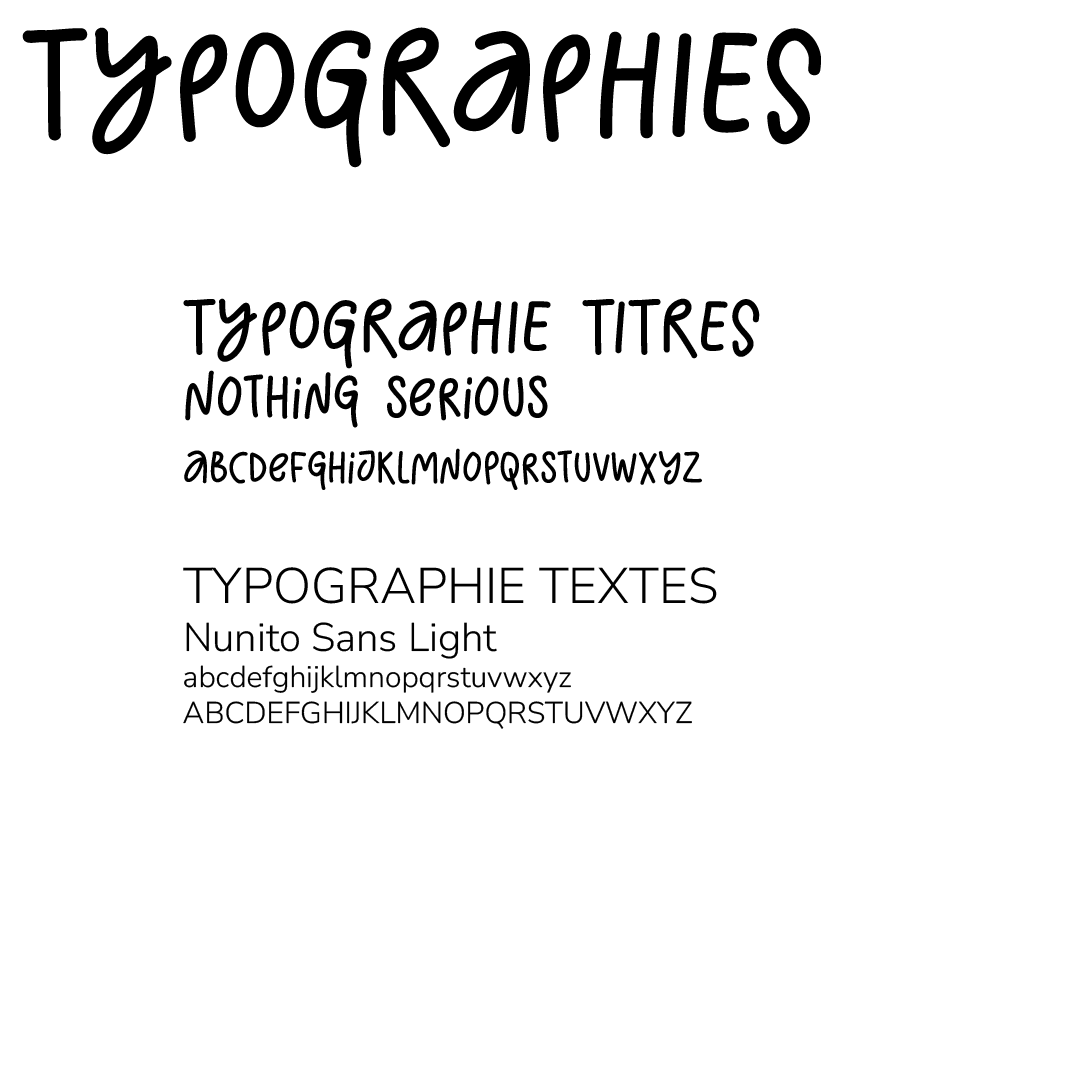 TYPOGRAPHIES
TYPOGRAPHIE TITRES
NOTHING SERIOUS
ABCDEFGHIJKLMNOPQRSTUVWXYZ
TYPOGRAPHIE TEXTES
Nunito Sans Light
abcdefghijklmnopqrstuvwxyz
ABCDEFGHIJKLMNOPQRSTUVWXYZ